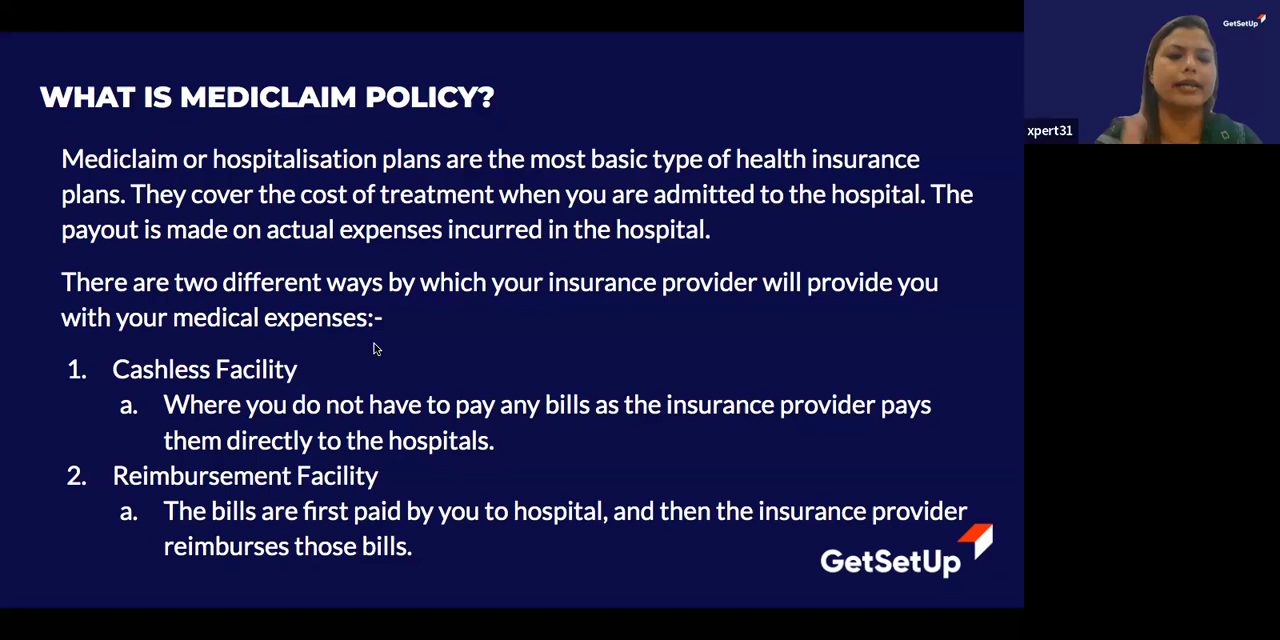 WHAT IS MEDICLAIM POLICY?
Mediclaim or hospitalisation plans are the most basic type of health insurance
plans. They cover the cost of treatment when you are admitted to the hospital. The
payout is made on actual expenses incurred in the hospital.
There are two different ways by which your insurance provider will provide you
with your medical expenses:-
1. Cashless Facility
a. Where you do not have to pay any bills as the insurance provider pays
them directly to the hospitals.
2. Reimbursement Facility
a. The bills are first paid by you to hospital, and then the insurance provider
reimburses those bills.
GetSetUp
GetSetUp
xpert31